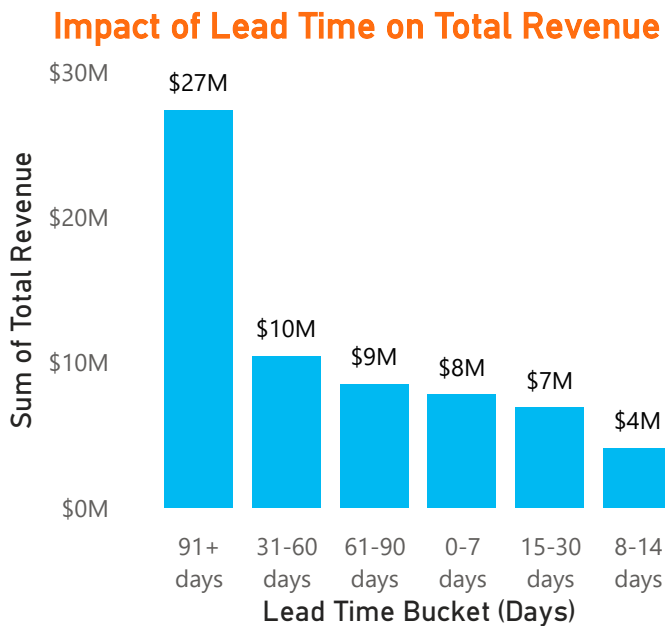 Impact of Lead Time on Total Revenue
Sum of Total Revenue
$30M
$20M
$10M
$0M
$27M
$10M
$9M
$8M
$7M
$4M
91+ days
31-60 days
61-90 days
0-7 days
15-30 days
8-14 days
Lead Time Bucket (Days)